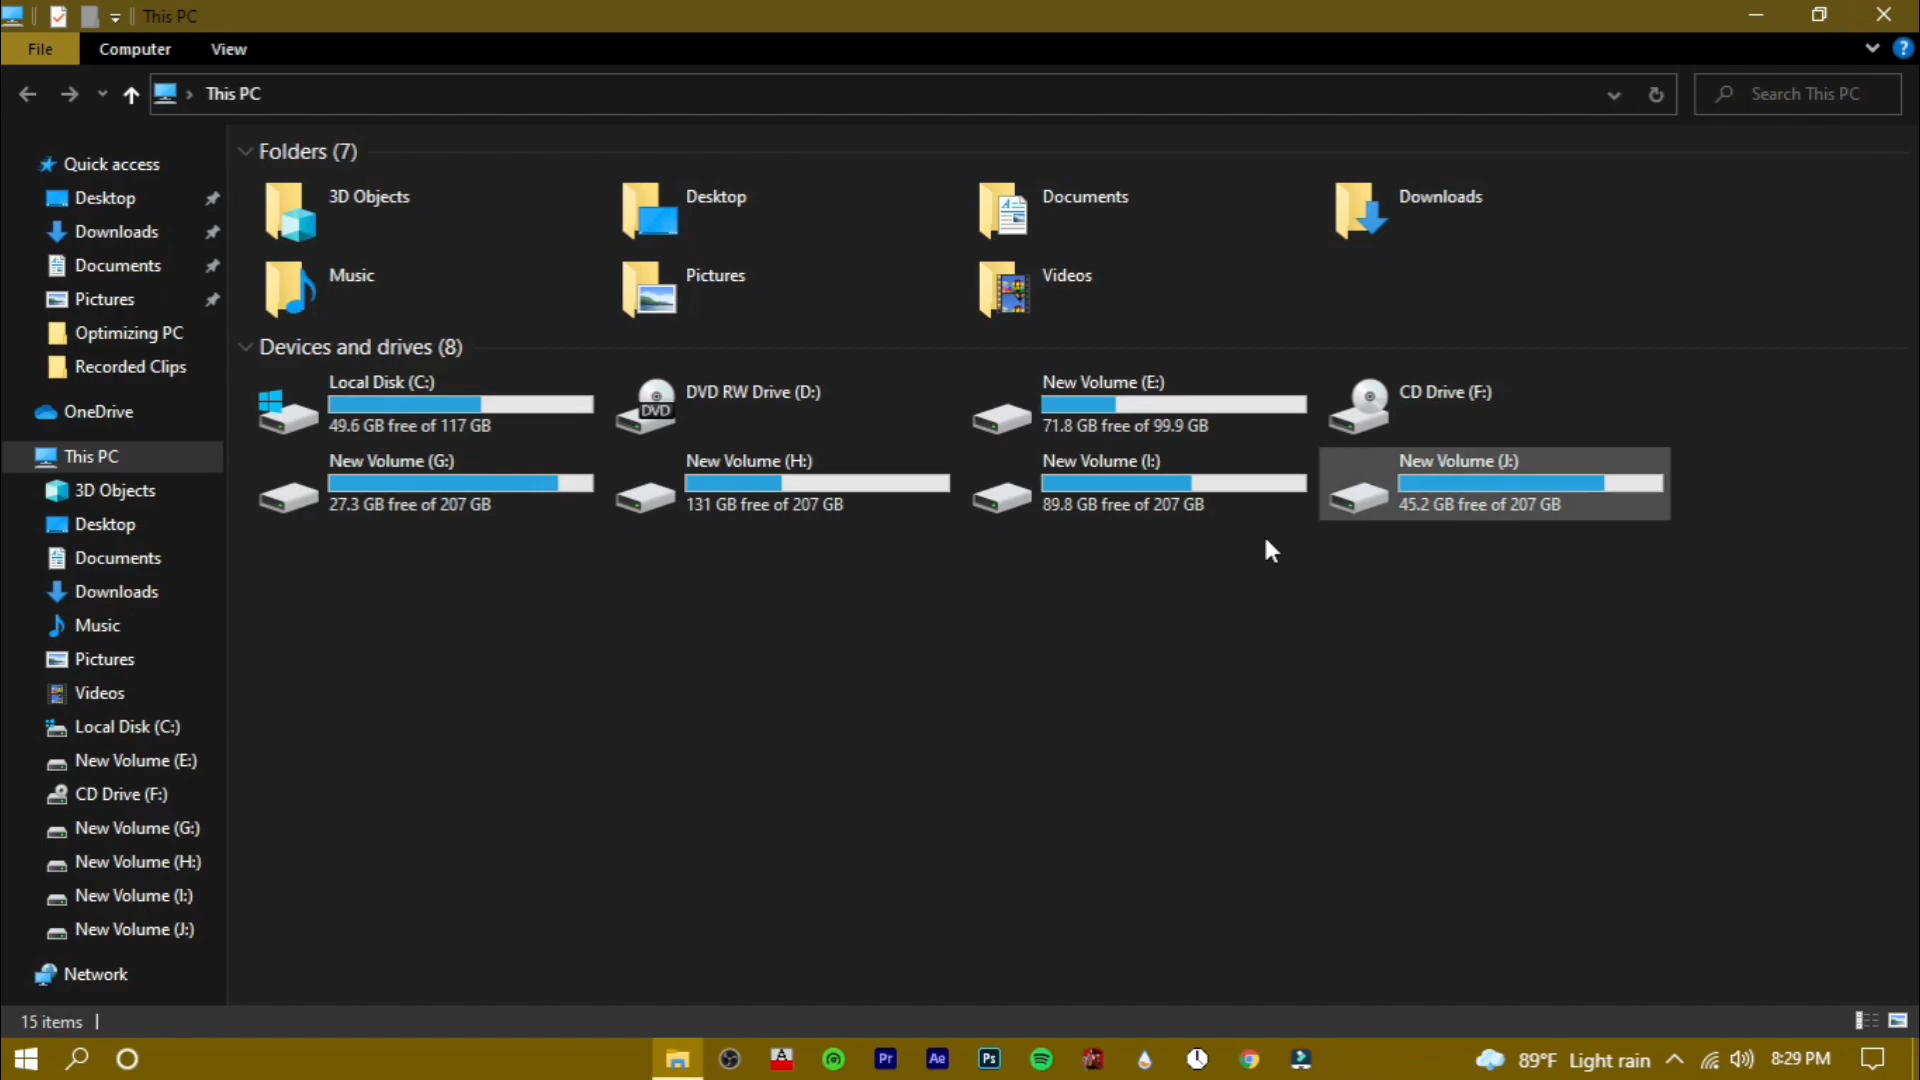 This PC
File Computer View
This PC
Search This PC
Quick access
Desktop
Downloads
Documents
Pictures
Optimizing PC
Recorded Clips
OneDrive
This PC
3D Objects
Desktop
Documents
Downloads
Music
Pictures
Videos
Local Disk (C:)
New Volume (E:)
CD Drive (F:)
New Volume (G:)
New Volume (H:)
New Volume (I:)
New Volume (J:)
Network
Folders (7)
3D Objects
Desktop
Documents
Downloads
Music
Pictures
Videos
Devices and drives (8)
Local Disk (C:)
49.6 GB free of 117 GB
DVD RW Drive (D:)
DVD
New Volume (E:)
71.8 GB free of 99.9 GB
CD Drive (F:)
New Volume (G:)
27.3 GB free of 207 GB
New Volume (H:)
131 GB free of 207 GB
New Volume (I:)
89.8 GB free of 207 GB
New Volume (J:)
45.2 GB free of 207 GB
15 items
Pr Ae Ps
89°F Light rain
8:29 PM